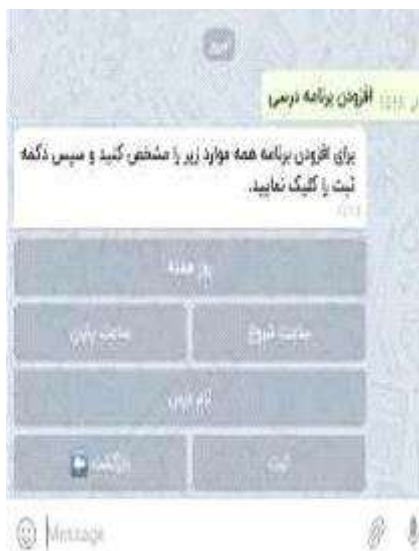 امروز
افزودن برنامه درسی
برای افزودن برنامه همه موارد زیر را مشخص کنید و سپس دکمه
ثبت را کلیک نمایید.
روز هفته
ساعت شروع
ساعت پایان
نام درس
ثبت
بازگشت
Message